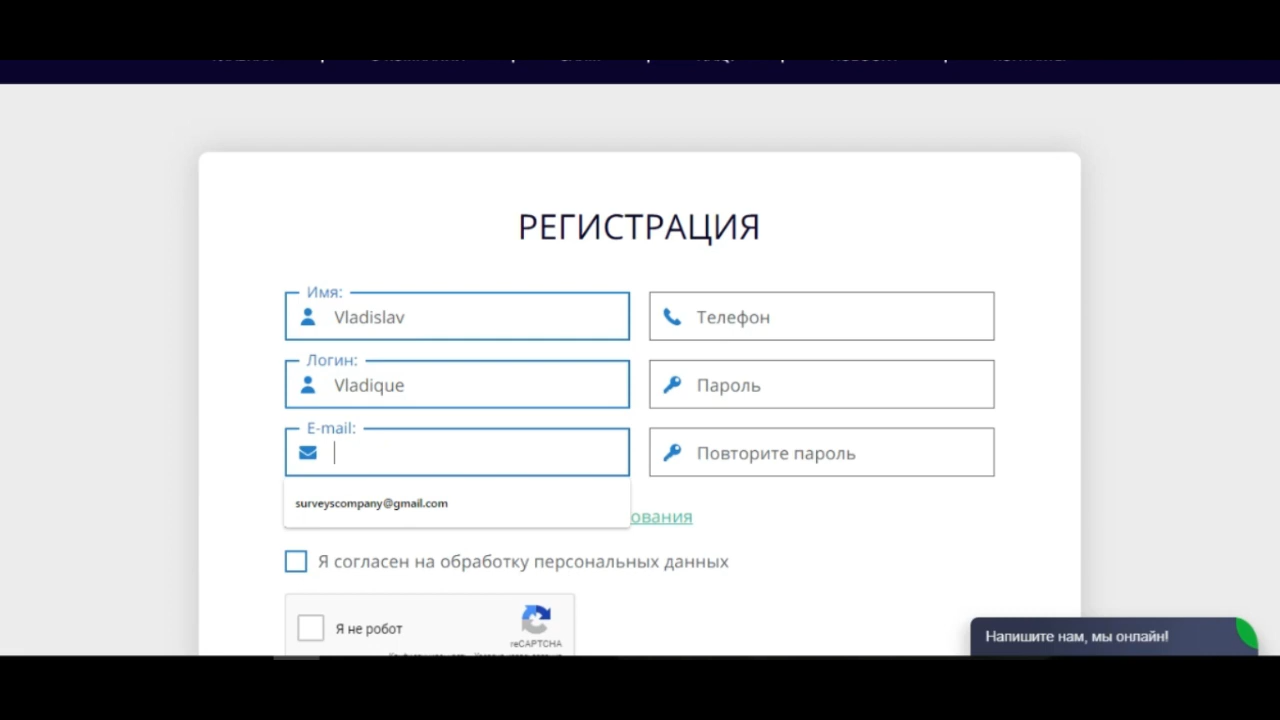 РЕГИСТРАЦИЯ
Имя:
Vladislav
Телефон
Логин:
Vladique
Пароль
E-mail:
Повторите пароль
surveyscompany@gmail.com
ования
Я согласен на обработку персональных данных
Я не робот
reCAPTCHA
Напишите нам, мы онлайн!